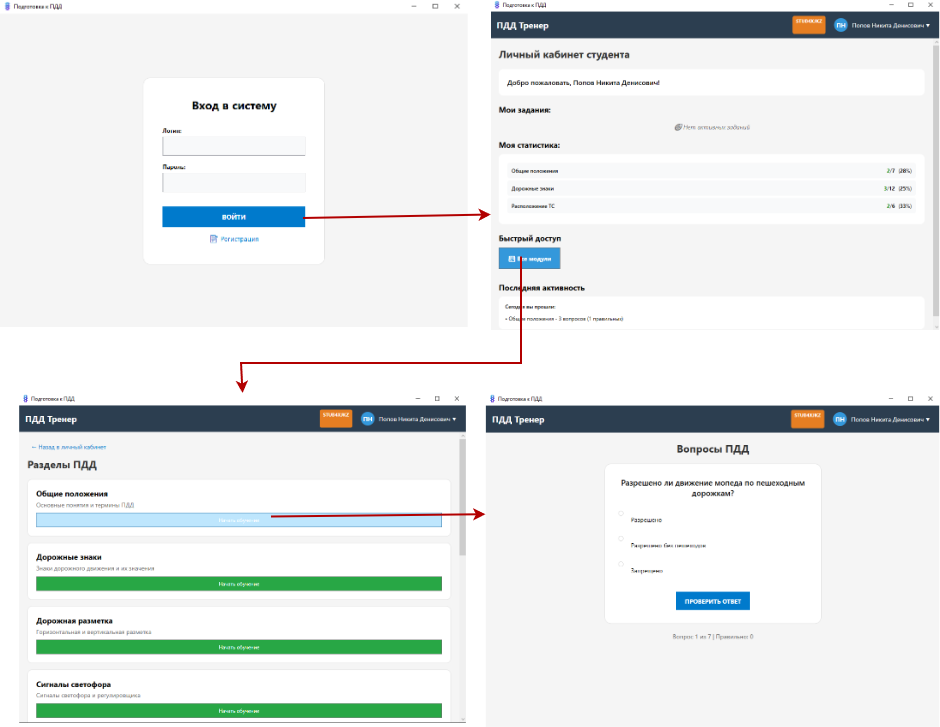 Подготовка к ПДД
Вход в систему
Логин:
Пароль:
ВОЙТИ
Регистрация
Подготовка к ПДД
ПДД Тренер
Попов Никита Денисович ▾
ПН
Личный кабинет студента
Добро пожаловать, Попов Никита Денисович!
Мои задания:
Нет активных заданий
Моя статистика:
Общие положения 2/7 (28%)
Дорожные знаки 3/12 (25%)
Расположение ТС 2/6 (33%)
Быстрый доступ
модули
Последняя активность
Сегодня вы прошли:
• Общие положения - 3 вопросов (1 правильных)
Подготовка к ПДД
ПДД Тренер
ПН Попов Никита Денисович ▾
← Назад в личный кабинет
Разделы ПДД
Общие положения
Основные понятия и термины ПДД
Начать обучение
Дорожные знаки
Знаки дорожного движения и их значения
Начать обучение
Дорожная разметка
Горизонтальная и вертикальная разметка
Начать обучение
Сигналы светофора
Сигналы светофора и регулировщика
Начать обучение
Подготовка к ПДД
ПДД Тренер
ПН Попов Никита Денисович ▾
Вопросы ПДД
Разрешено ли движение мопеда по пешеходным
дорожкам?
Разрешено
Разрешено без пешеходов
Запрещено
ПРОВЕРИТЬ ОТВЕТ
Вопрос 1 из 7 | Правильно: 0